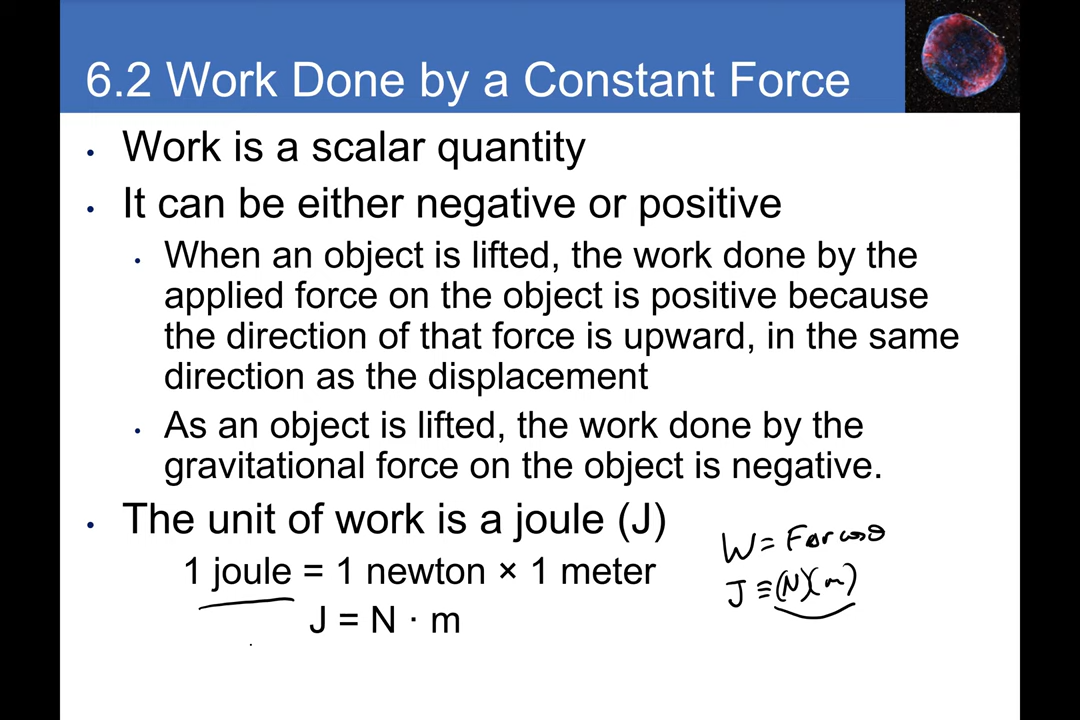 6.2 Work Done by a Constant Force
• Work is a scalar quantity
• It can be either negative or positive
• When an object is lifted, the work done by the
applied force on the object is positive because
the direction of that force is upward, in the same
direction as the displacement
• As an object is lifted, the work done by the
gravitational force on the object is negative.
• The unit of work is a joule (J)
1 joule = 1 newton × 1 meter
J = N · m
W = FΔr cosθ
J ≡ (N)(m)